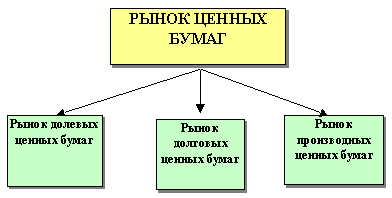 РЫНОК ЦЕННЫХ
БУМАГ
Рынок долевых
ценных бумаг
Рынок
долговых
ценных бумаг
Рынок
производных
ценных бумаг